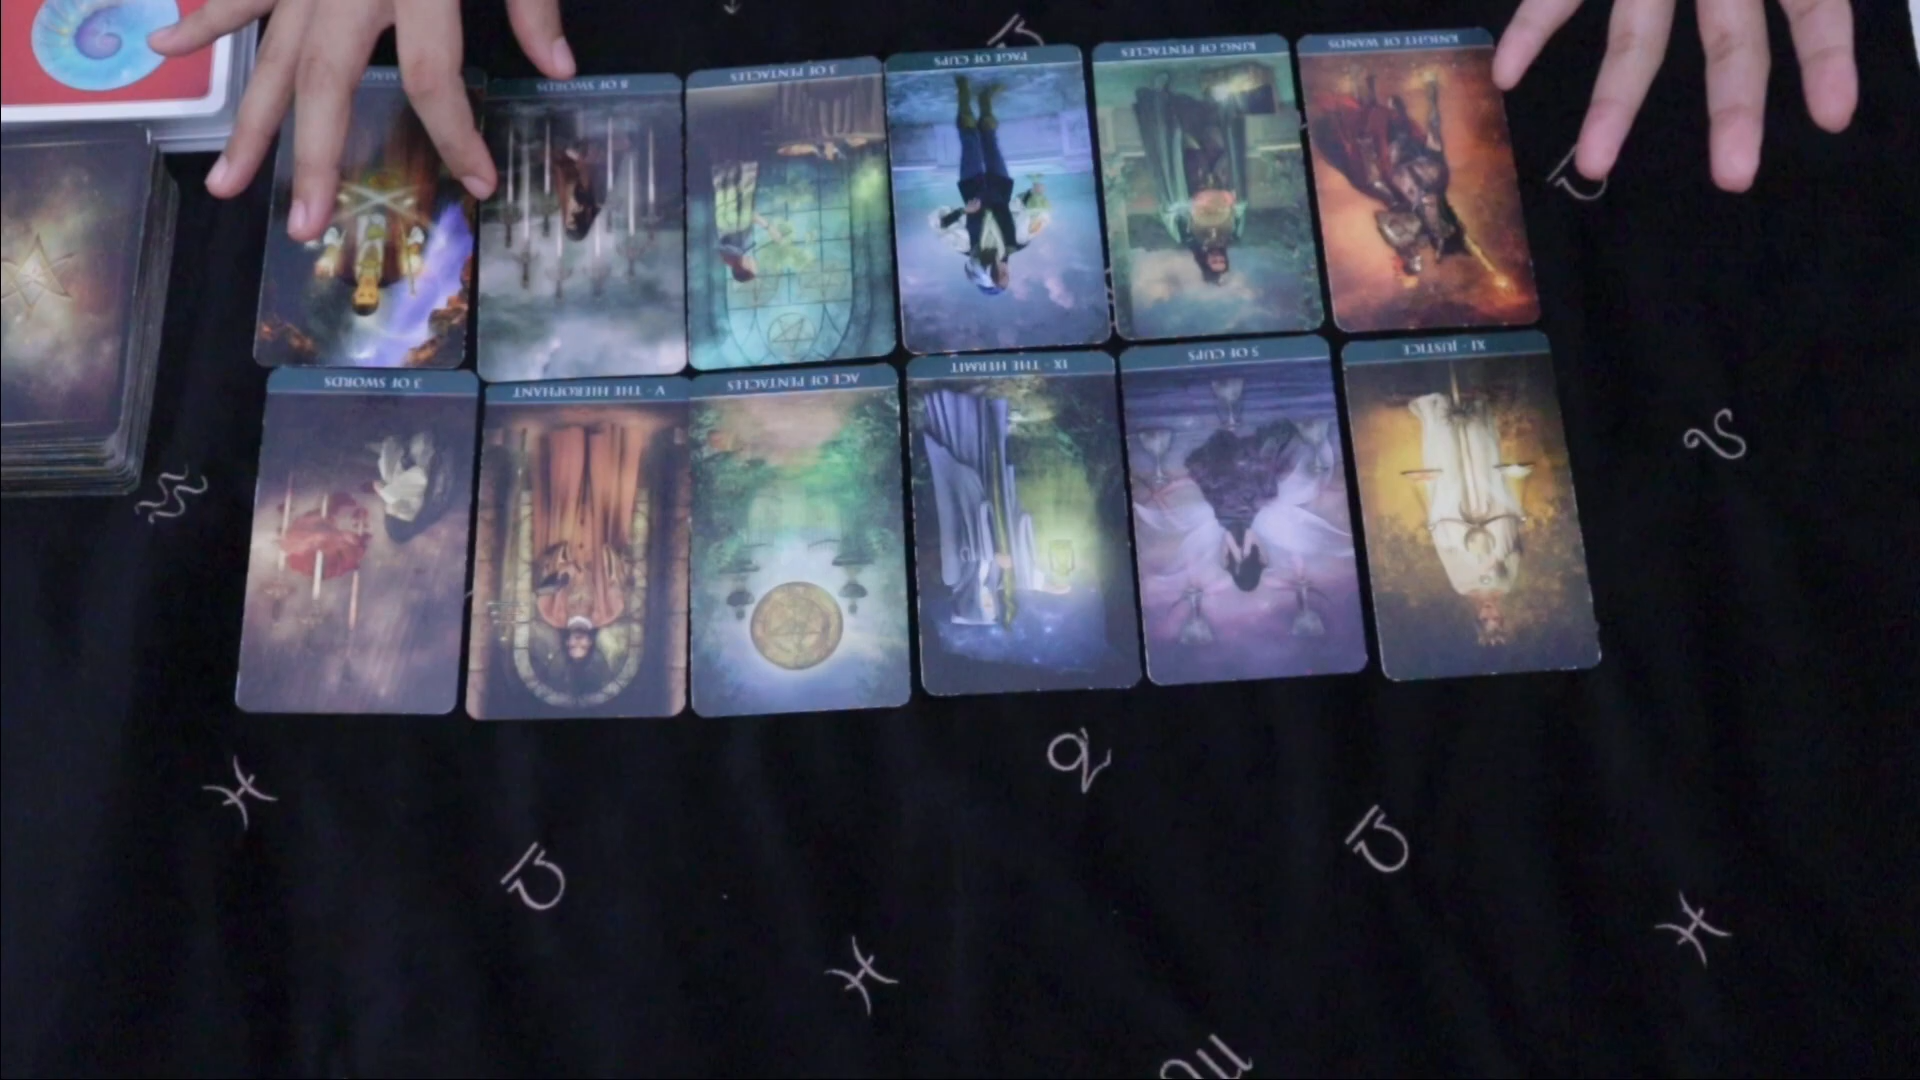 MAG
8 OF SWORDS
3 OF PENTACLES
PAGE OF CUPS
KING OF PENTACLES
KNIGHT OF WANDS
3 OF SWORDS
V - THE HIEROPHANT
ACE OF PENTACLES
IX - THE HERMIT
5 OF CUPS
XI - JUSTICE